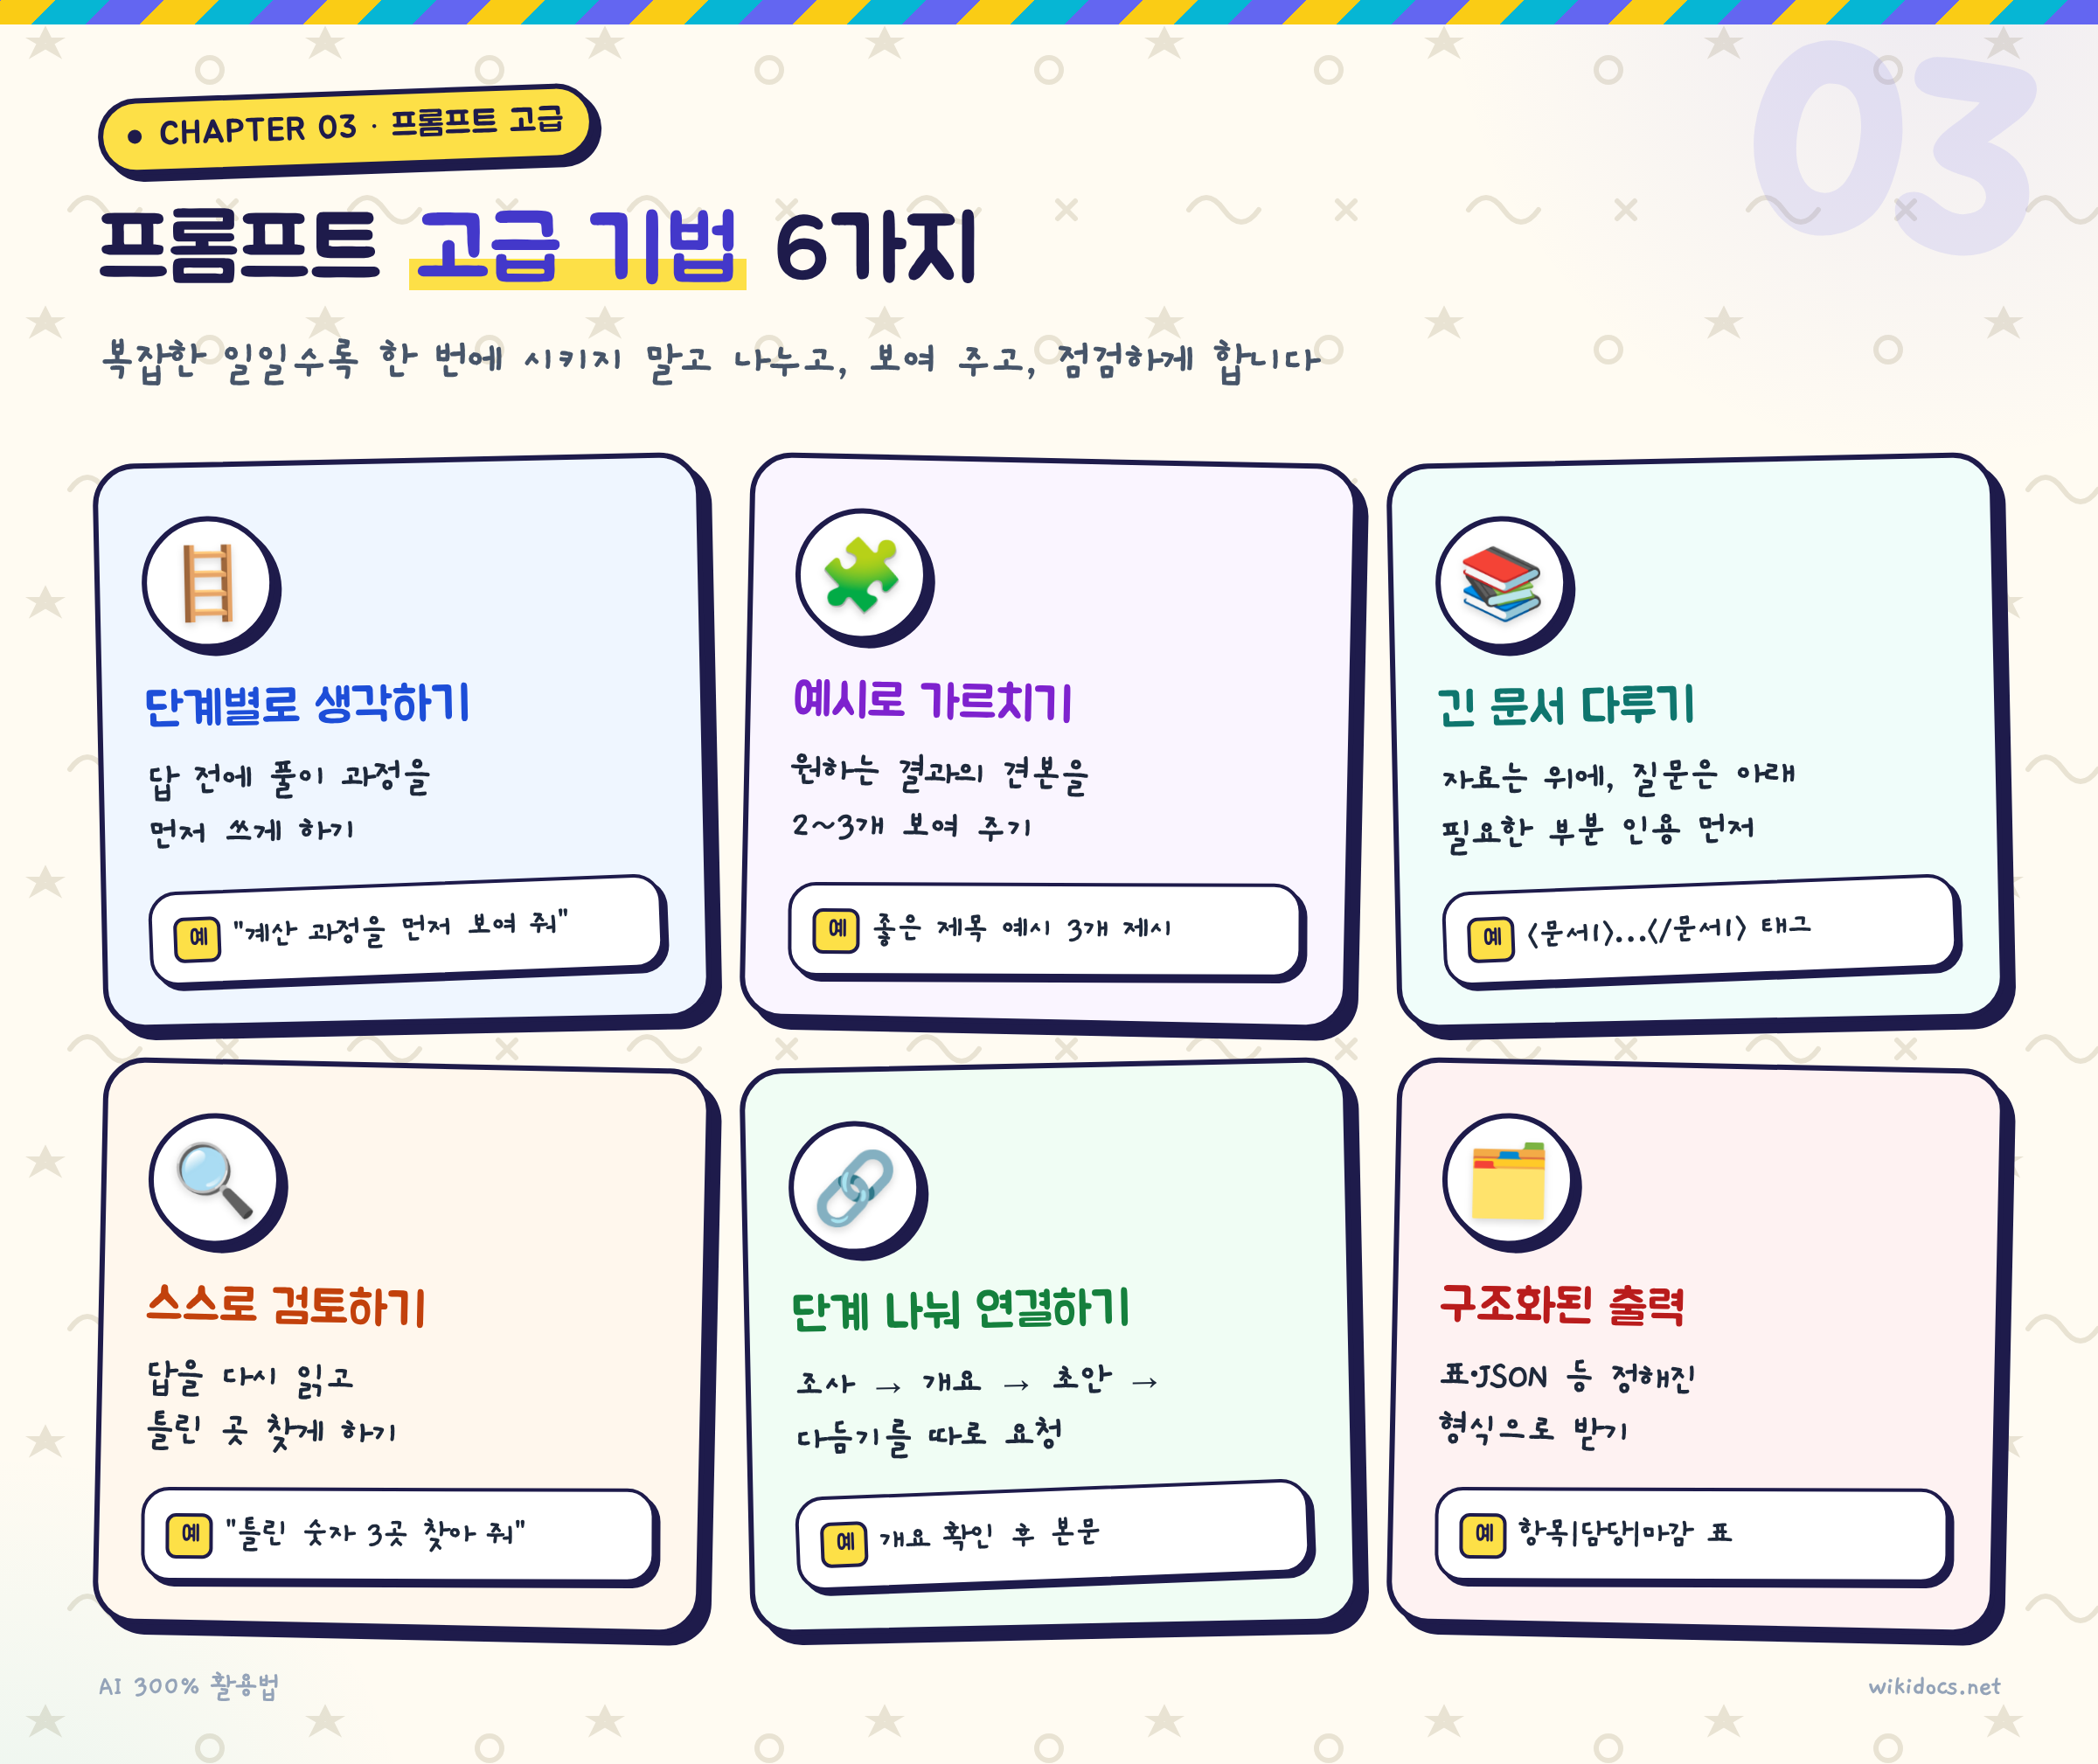 03
• CHAPTER 03 · 프롬프트 고급
프롬프트 고급 기법 6가지
복잡한 일일수록 한 번에 시키지 말고 나누고, 보여 주고, 점검하게 합니다
단계별로 생각하기
답 전에 풀이 과정을
먼저 쓰게 하기
예 "계산 과정을 먼저 보여 줘"
예시로 가르치기
원하는 결과의 견본을
2~3개 보여 주기
예 좋은 제목 예시 3개 제시
긴 문서 다루기
자료는 위에, 질문은 아래
필요한 부분 인용 먼저
예 <문서1>...</문서1> 태그
스스로 검토하기
답을 다시 읽고
틀린 곳 찾게 하기
예 "틀린 숫자 3곳 찾아 줘"
단계 나눠 연결하기
조사 → 개요 → 초안 →
다듬기를 따로 요청
예 개요 확인 후 본문
구조화된 출력
표·JSON 등 정해진
형식으로 받기
예 항목|담당|마감 표
AI 300% 활용법
wikidocs.net